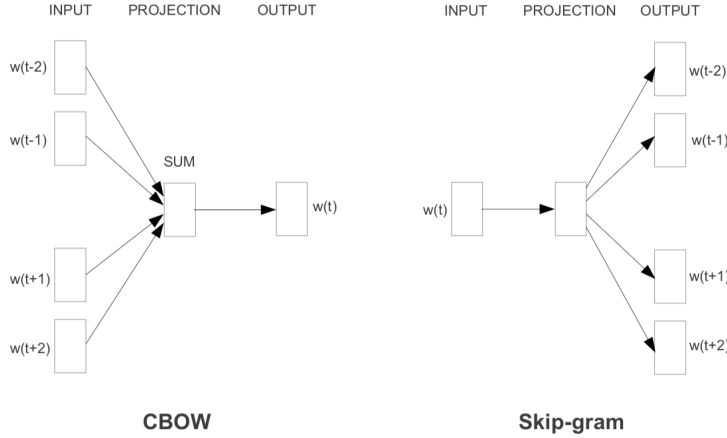 INPUT PROJECTION OUTPUT
w(t-2)
w(t-1)
SUM
w(t)
w(t+1)
w(t+2)
CBOW
INPUT PROJECTION OUTPUT
w(t-2)
w(t-1)
w(t)
w(t+1)
w(t+2)
Skip-gram